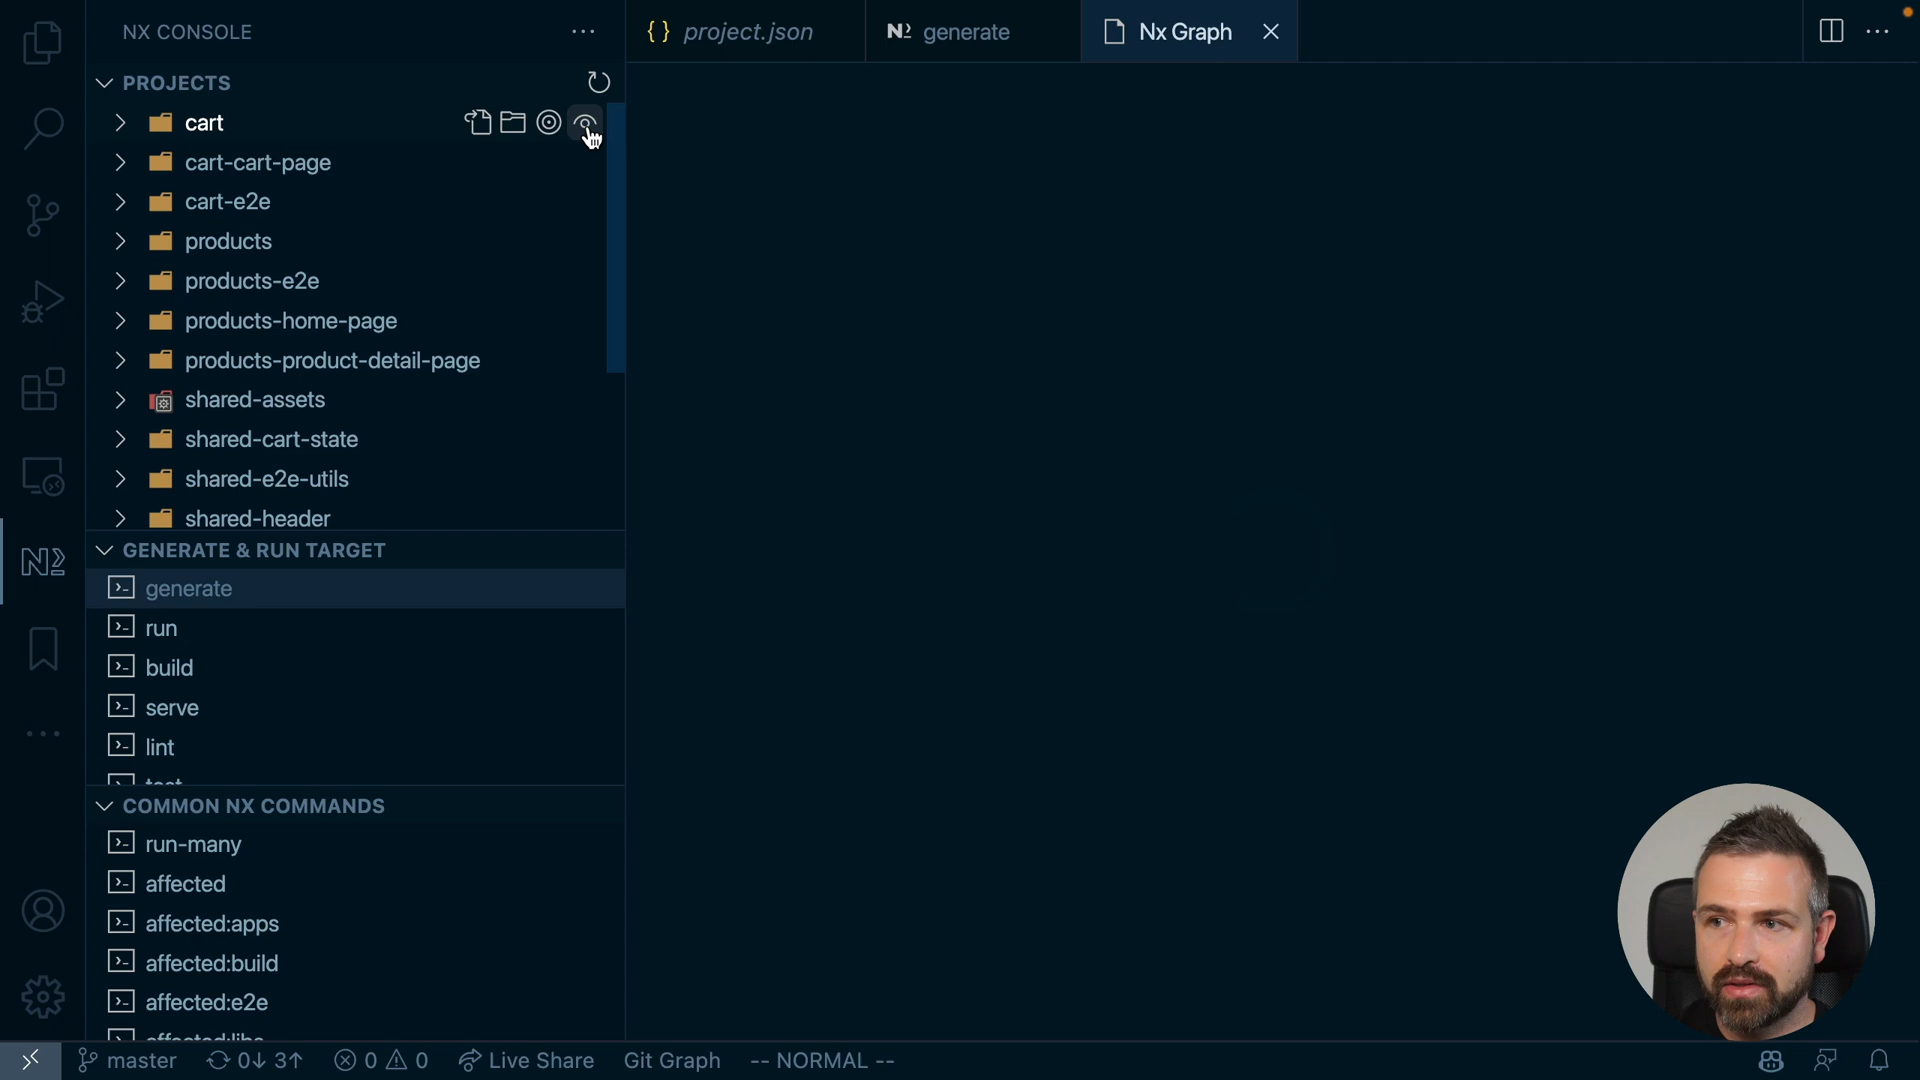 NX CONSOLE
project.json
generate
Nx Graph
PROJECTS
cart
cart-cart-page
cart-e2e
products
products-e2e
products-home-page
products-product-detail-page
shared-assets
shared-cart-state
shared-e2e-utils
shared-header
GENERATE & RUN TARGET
generate
run
build
serve
lint
test
COMMON NX COMMANDS
run-many
affected
affected:apps
affected:build
affected:e2e
affected:libs
master 0↓ 3↑ 0 0 Live Share Git Graph -- NORMAL --